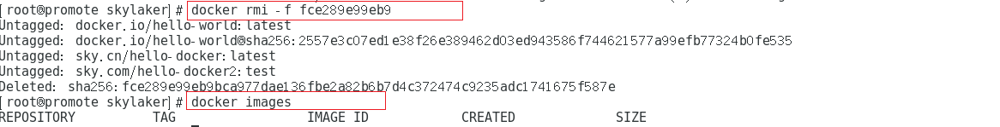 [root@promote skylaker]# docker rmi -f fce289e99eb9
Untagged: docker.io/hello-world:latest
Untagged: docker.io/hello-world@sha256:2557e3c07ed1e38f26e389462d03ed943586f744621577a99efb77324b0fe535
Untagged: sky.cn/hello-docker:latest
Untagged: sky.com/hello-docker2:test
Deleted: sha256:fce289e99eb9bca977dae136fbe2a82b6b7d4c372474c9235adc1741675f587e
[root@promote skylaker]# docker images
REPOSITORY TAG IMAGE ID CREATED SIZE